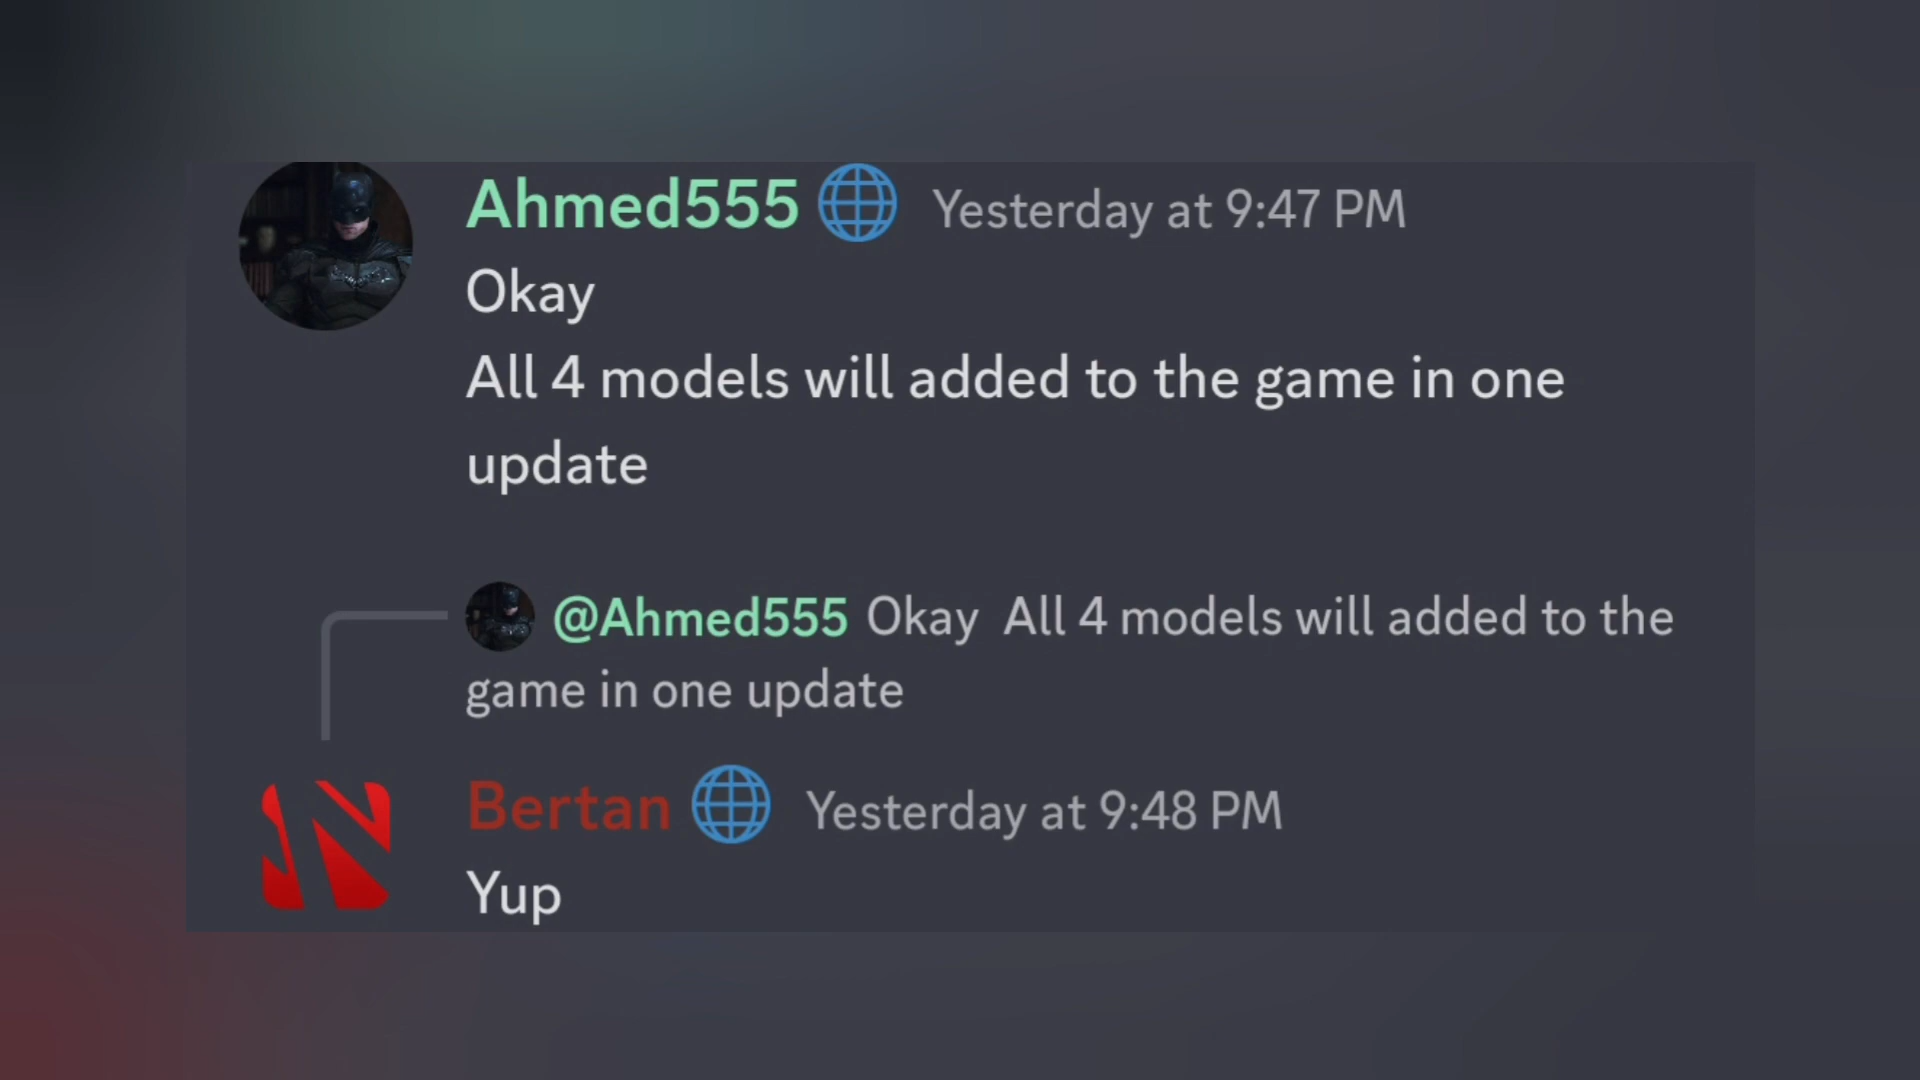 Ahmed555 Yesterday at 9:47 PM
Okay
All 4 models will added to the game in one
update
@Ahmed555 Okay All 4 models will added to the
game in one update
Bertan Yesterday at 9:48 PM
Yup